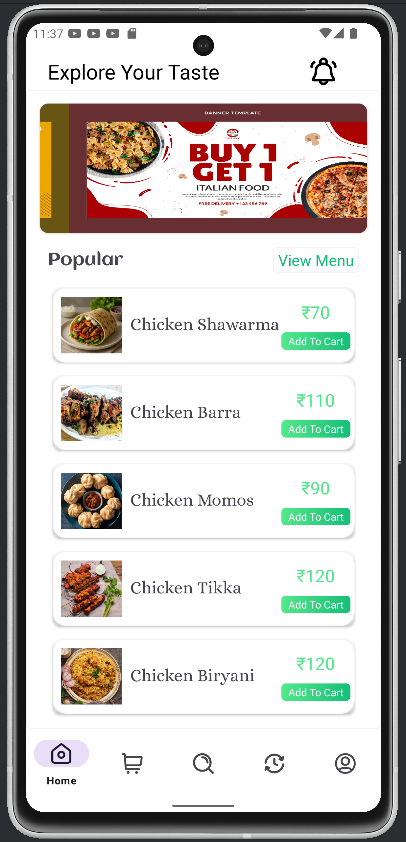 11:37
Explore Your Taste
BANNER TEMPLATE
BUY 1
GET 1
ITALIAN FOOD
FREE DELIVERY +123 456 789
Popular
View Menu
Chicken Shawarma
₹70
Add To Cart
Chicken Barra
₹110
Add To Cart
Chicken Momos
₹90
Add To Cart
Chicken Tikka
₹120
Add To Cart
Chicken Biryani
₹120
Add To Cart
Home